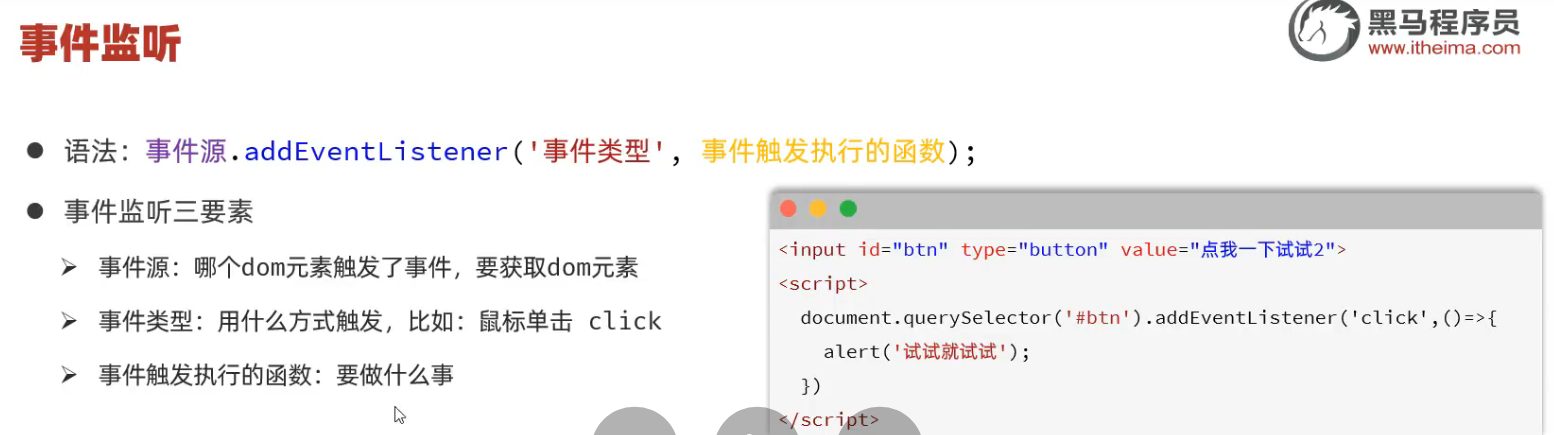 事件监听
黑马程序员
www.itheima.com
语法：事件源.addEventListener('事件类型', 事件触发执行的函数);
事件监听三要素
事件源：哪个dom元素触发了事件，要获取dom元素
事件类型：用什么方式触发，比如：鼠标单击 click
事件触发执行的函数：要做什么事
<input id="btn" type="button" value="点我一下试试2">
<script>
document.querySelector('#btn').addEventListener('click',()=>{
alert('试试就试试');
})
</script>